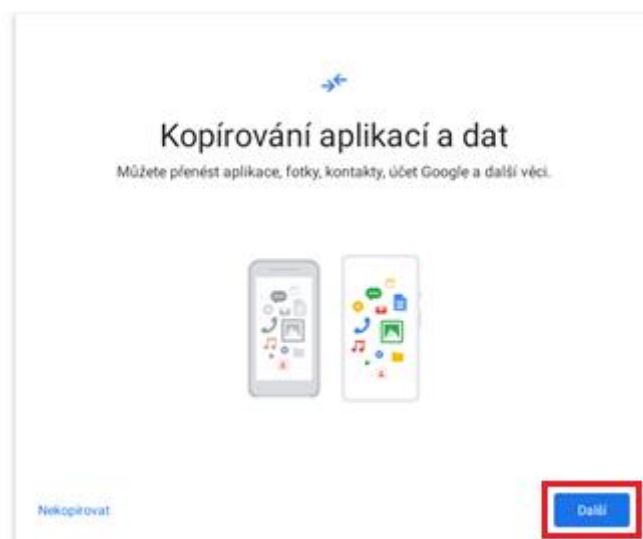 Kopírování aplikací a dat
Můžete přenést aplikace, fotky, kontakty, účet Google a další věci.
Nekopírovat
Další